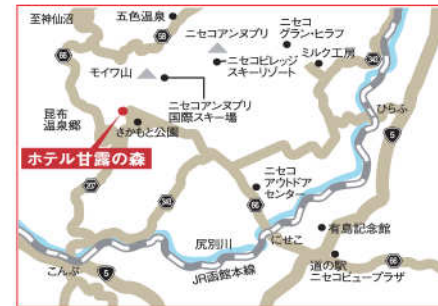 至神仙沼
五色温泉
58
ニセコアンヌプリ
ニセコ
グラン・ヒラフ
ミルク工房
343
66
モイワ山
ニセコビレッジ
スキーリゾート
ニセコアンヌプリ
国際スキー場
昆布
温泉郷
さかもと公園
ひらふ
5
ホテル甘露の森
207
343
66
ニセコ
アウトドア
センター
尻別川
にせこ
有島記念館
こんぶ
5
JR函館本線
道の駅
ニセコビュープラザ
66